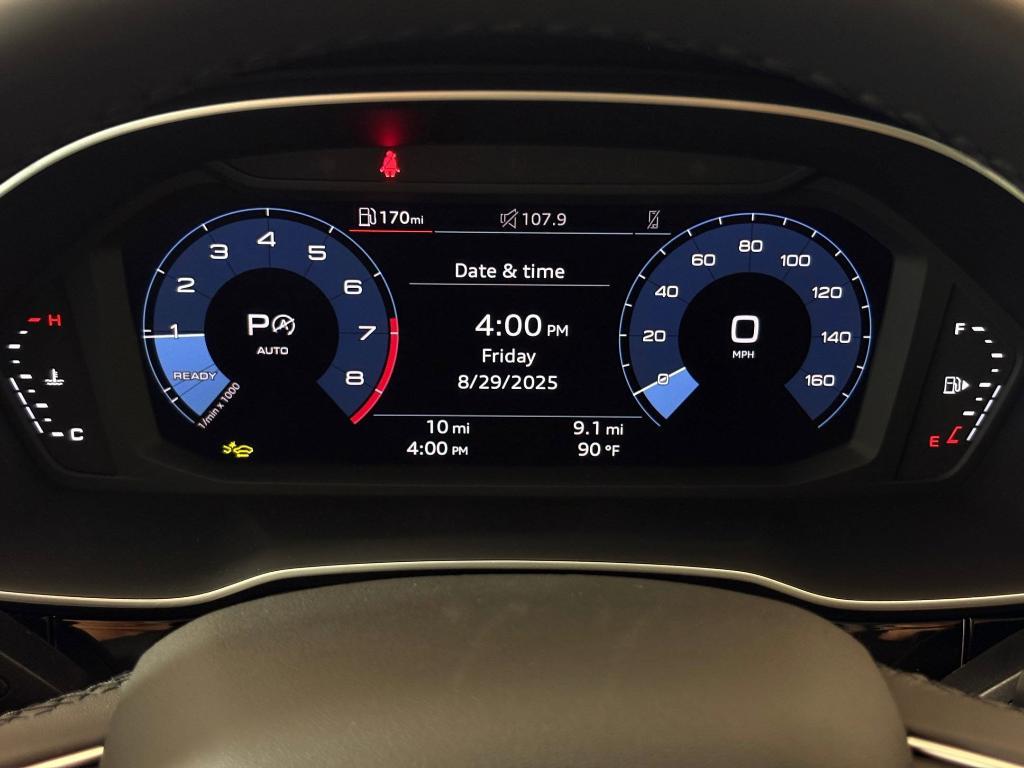 170mi
107.9
Date & time
4:00 PM
Friday
8/29/2025
10 mi
9.1 mi
4:00 PM
90 °F
1
2
3
4
5
6
7
8
READY
1/min x 1000
P A
AUTO
0
20
40
60
80
100
120
140
160
0
MPH
H
C
F
E